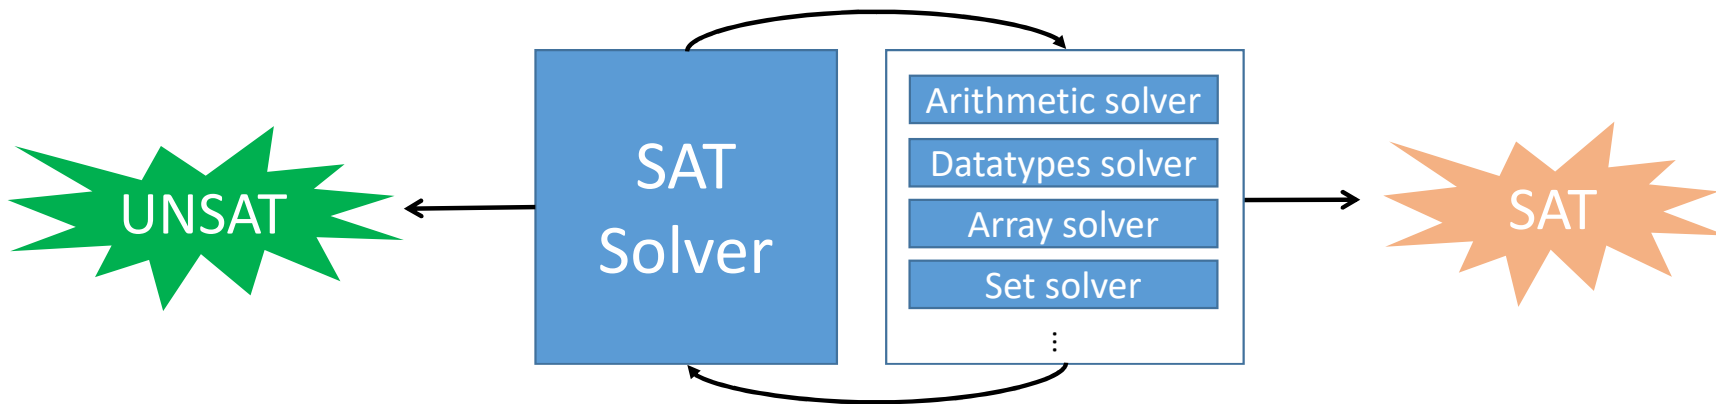 UNSAT
SAT
Solver
Arithmetic solver
Datatypes solver
Array solver
Set solver
...
SAT